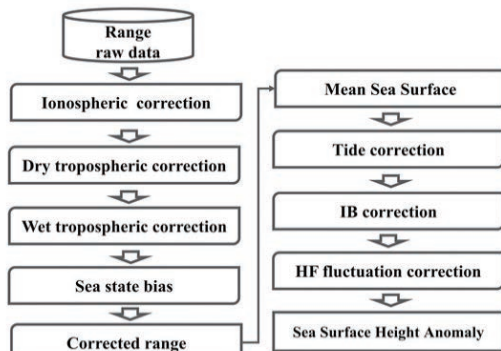 Range
raw data
Ionospheric correction
Dry tropospheric correction
Wet tropospheric correction
Sea state bias
Corrected range
Mean Sea Surface
Tide correction
IB correction
HF fluctuation correction
Sea Surface Height Anomaly